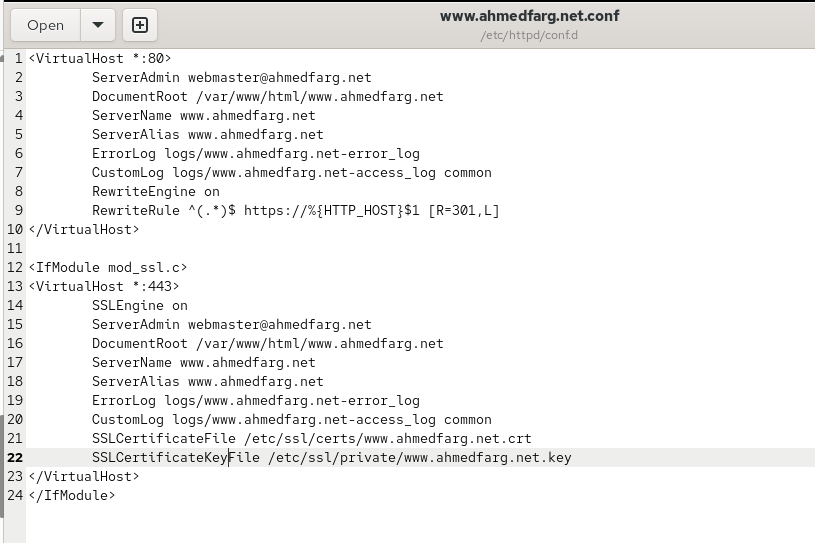 Open
www.ahmedfarg.net.conf
/etc/httpd/conf.d
1 <VirtualHost *:80>
2 ServerAdmin webmaster@ahmedfarg.net
3 DocumentRoot /var/www/html/www.ahmedfarg.net
4 ServerName www.ahmedfarg.net
5 ServerAlias www.ahmedfarg.net
6 ErrorLog logs/www.ahmedfarg.net-error_log
7 CustomLog logs/www.ahmedfarg.net-access_log common
8 RewriteEngine on
9 RewriteRule ^(.*)$ https://%{HTTP_HOST}$1 [R=301,L]
10 </VirtualHost>
11
12 <IfModule mod_ssl.c>
13 <VirtualHost *:443>
14 SSLEngine on
15 ServerAdmin webmaster@ahmedfarg.net
16 DocumentRoot /var/www/html/www.ahmedfarg.net
17 ServerName www.ahmedfarg.net
18 ServerAlias www.ahmedfarg.net
19 ErrorLog logs/www.ahmedfarg.net-error_log
20 CustomLog logs/www.ahmedfarg.net-access_log common
21 SSLCertificateFile /etc/ssl/certs/www.ahmedfarg.net.crt
22 SSLCertificateKeyFile /etc/ssl/private/www.ahmedfarg.net.key
23 </VirtualHost>
24 </IfModule>